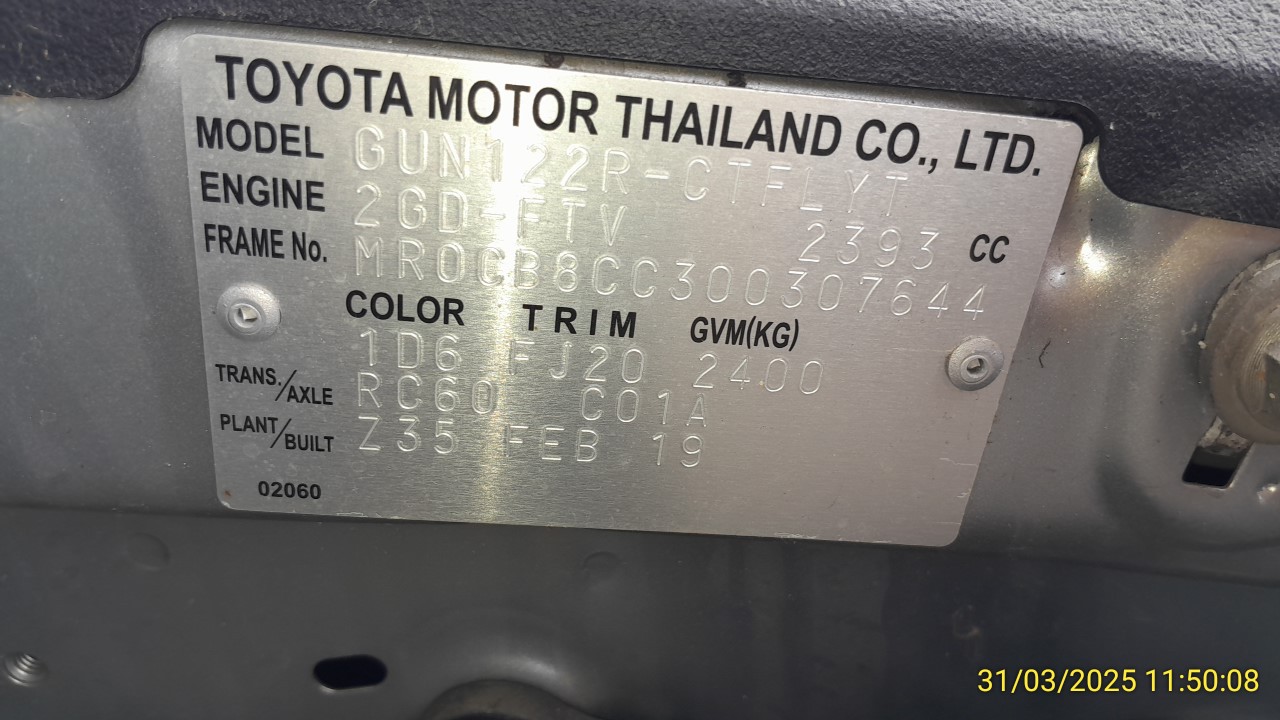 TOYOTA MOTOR THAILAND CO., LTD.
MODEL GUN122R-CTFLYT
ENGINE 2GD-FTV 2393 CC
FRAME No. MR0CB8CC300307644
COLOR TRIM GVM(KG)
1D6 FJ20 2400
TRANS./AXLE RC60 C01A
PLANT/BUILT Z35 FEB 19
02060
31/03/2025 11:50:08